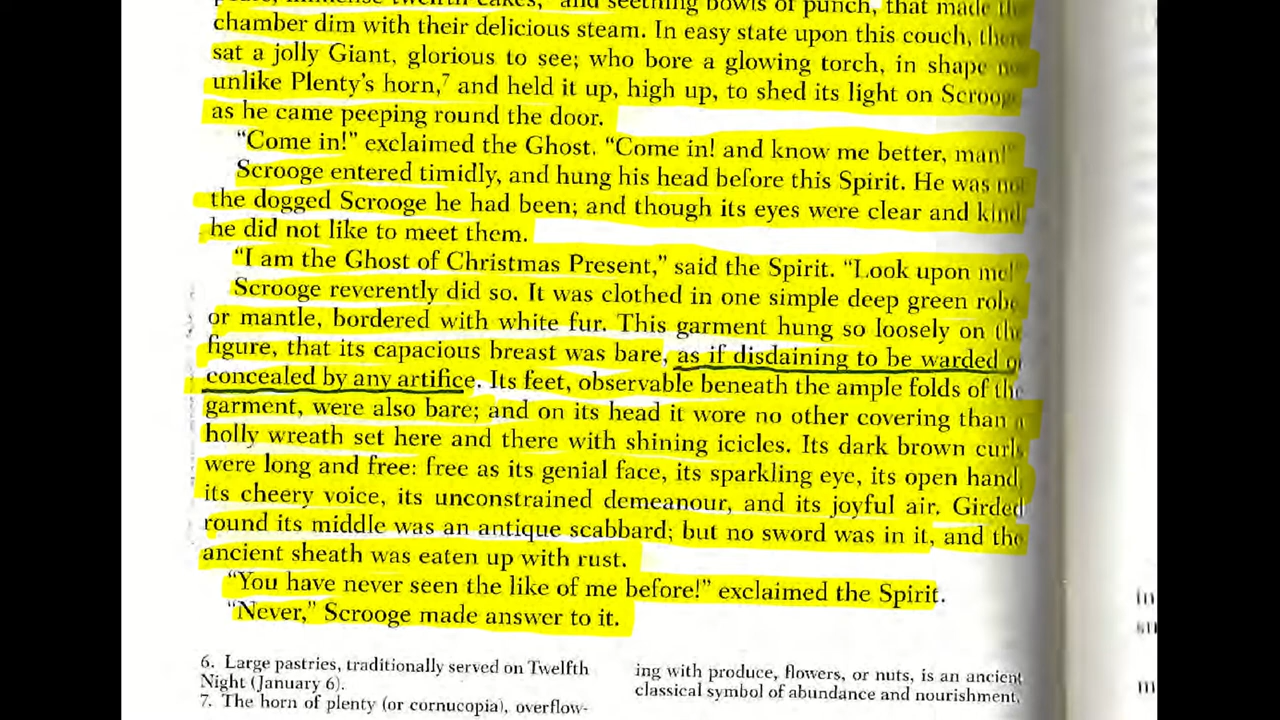 immense twelfth-cakes,⁶ and seething bowls of punch, that made the
chamber dim with their delicious steam. In easy state upon this couch, there
sat a jolly Giant, glorious to see; who bore a glowing torch, in shape not
unlike Plenty's horn,⁷ and held it up, high up, to shed its light on Scrooge,
as he came peeping round the door.
“Come in!” exclaimed the Ghost. “Come in! and know me better, man!”
Scrooge entered timidly, and hung his head before this Spirit. He was not
the dogged Scrooge he had been; and though its eyes were clear and kind,
he did not like to meet them.
“I am the Ghost of Christmas Present,” said the Spirit. “Look upon me!”
Scrooge reverently did so. It was clothed in one simple deep green robe
or mantle, bordered with white fur. This garment hung so loosely on the
figure, that its capacious breast was bare, as if disdaining to be warded or
concealed by any artifice. Its feet, observable beneath the ample folds of the
garment, were also bare; and on its head it wore no other covering than a
holly wreath set here and there with shining icicles. Its dark brown curls
were long and free: free as its genial face, its sparkling eye, its open hand,
its cheery voice, its unconstrained demeanour, and its joyful air. Girded
round its middle was an antique scabbard; but no sword was in it, and the
ancient sheath was eaten up with rust.
“You have never seen the like of me before!” exclaimed the Spirit.
“Never,” Scrooge made answer to it.
6. Large pastries, traditionally served on Twelfth
Night (January 6).
7. The horn of plenty (or cornucopia), overflow-
ing with produce, flowers, or nuts, is an ancient
classical symbol of abundance and nourishment.